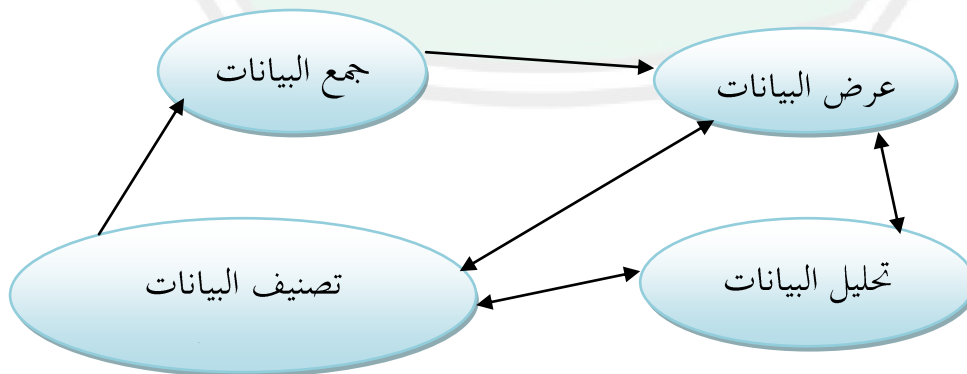 جمع البيانات
عرض البيانات
تصنيف البيانات
تحليل البيانات